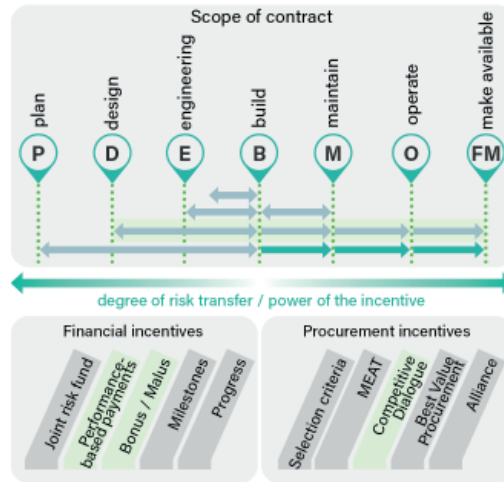 Scope of contract
plan
design
engineering
build
maintain
operate
make available
P
D
E
B
M
O
FM
degree of risk transfer / power of the incentive
Financial incentives
Joint risk fund
Performance-
based payments
Bonus / Malus
Milestones
Progress
Procurement incentives
Selection criteria
MEAT
Competitive
Dialogue
Best Value
Procurement
Alliance